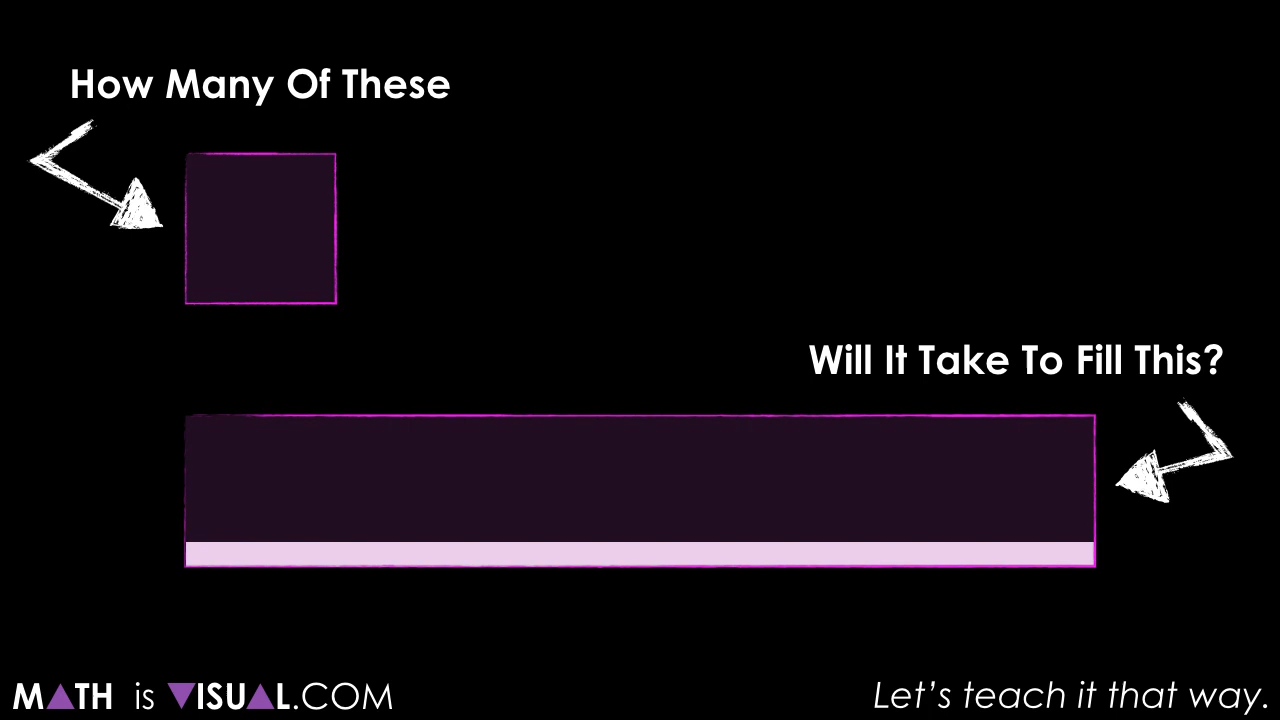 How Many Of These
Will It Take To Fill This?
MATH is VISUAL.COM
Let's teach it that way.